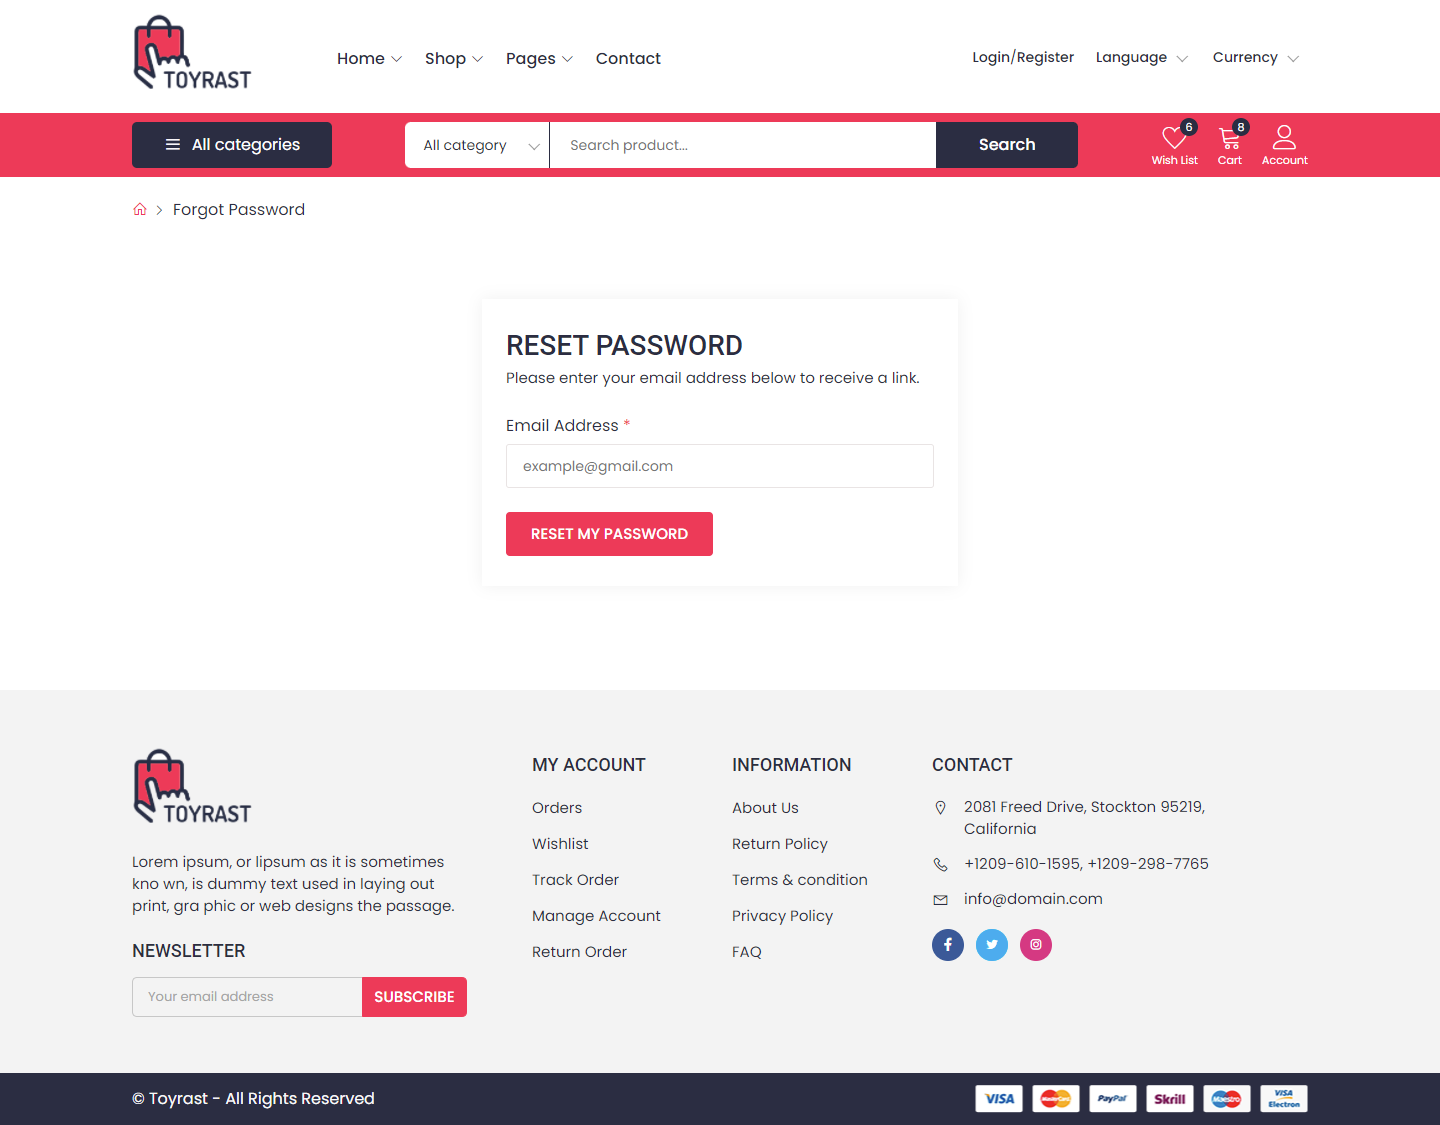 TOYRAST
Home
Shop
Pages
Contact
Login/Register
Language
Currency
All categories
All category
Search product...
Search
6
Wish List
8
Cart
Account
Forgot Password
RESET PASSWORD
Please enter your email address below to receive a link.
Email Address *
example@gmail.com
RESET MY PASSWORD
TOYRAST
Lorem ipsum, or lipsum as it is sometimes
kno wn, is dummy text used in laying out
print, gra phic or web designs the passage.
NEWSLETTER
Your email address
SUBSCRIBE
MY ACCOUNT
Orders
Wishlist
Track Order
Manage Account
Return Order
INFORMATION
About Us
Return Policy
Terms & condition
Privacy Policy
FAQ
CONTACT
2081 Freed Drive, Stockton 95219,
California
+1209-610-1595, +1209-298-7765
info@domain.com
© Toyrast - All Rights Reserved
VISA
MasterCard
PayPal
Skrill
Maestro
VISA
Electron